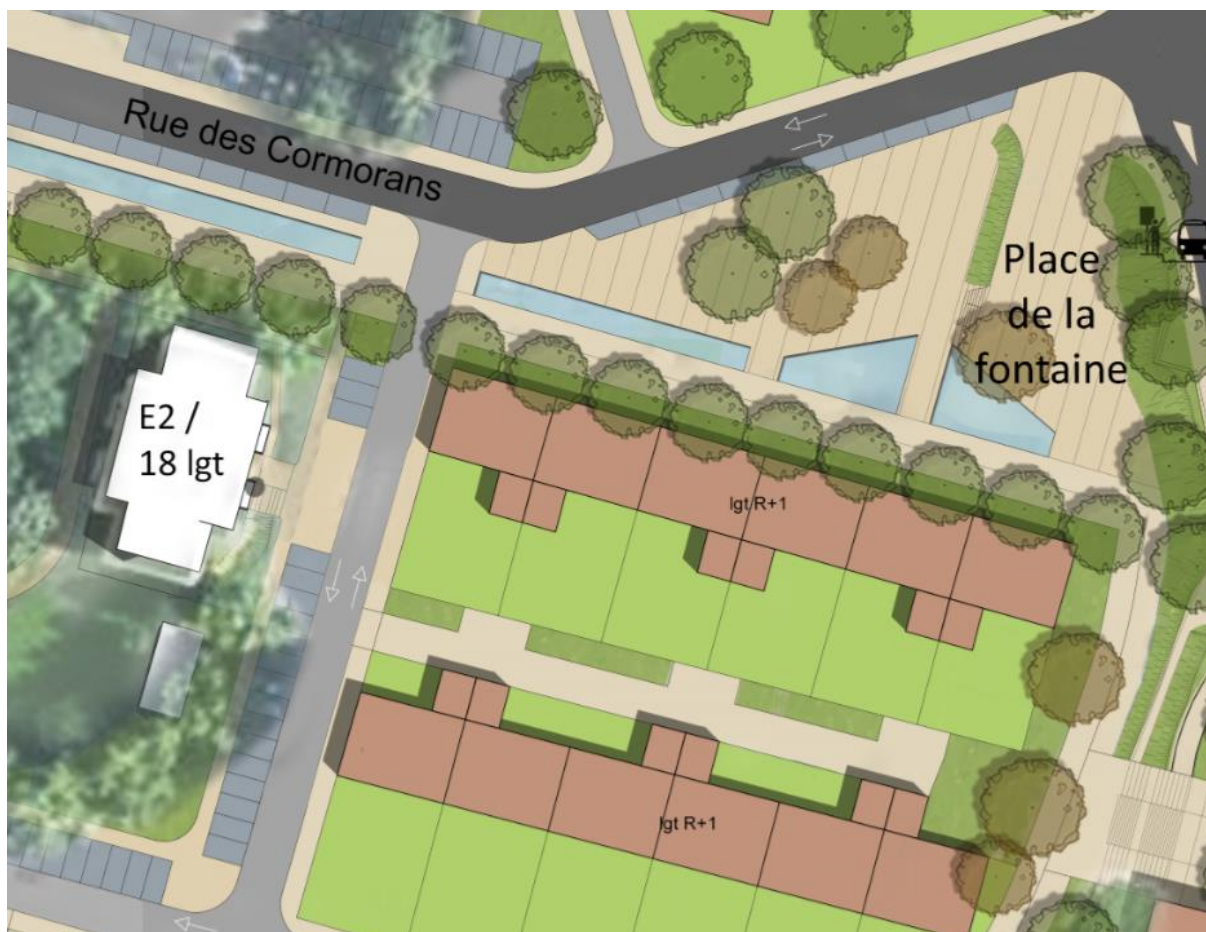 Rue des Cormorans
Place
de la
fontaine
E2 /
18 lgt
lgt R+1
lgt R+1